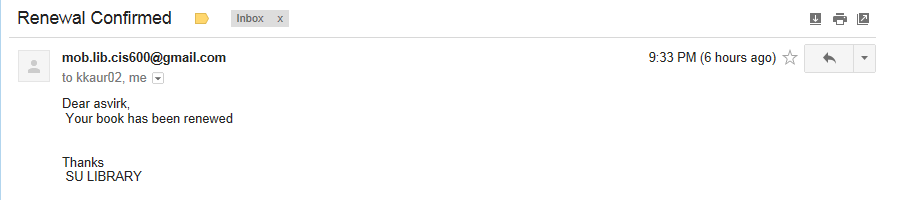 Renewal Confirmed Inbox x
mob.lib.cis600@gmail.com 9:33 PM (6 hours ago)
to kkaur02, me
Dear asvirk,
Your book has been renewed
Thanks
SU LIBRARY